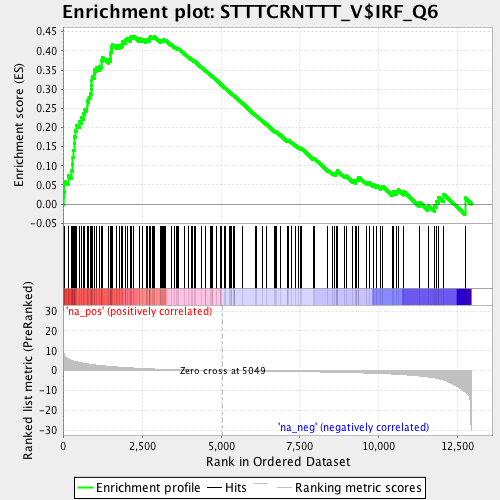 Enrichment plot: STTTCRNTTT_V$IRF_Q6
Enrichment score (ES)
0.45
0.40
0.35
0.30
0.25
0.20
0.15
0.10
0.05
0.00
-0.05
'na_pos' (positively correlated)
Zero cross at 5049
'na_neg' (negatively correlated)
Ranked list metric (PreRanked)
30
20
10
0
-10
-20
-30
0 2,500 5,000 7,500 10,000 12,500
Rank in Ordered Dataset
Enrichment profile Hits Ranking metric scores